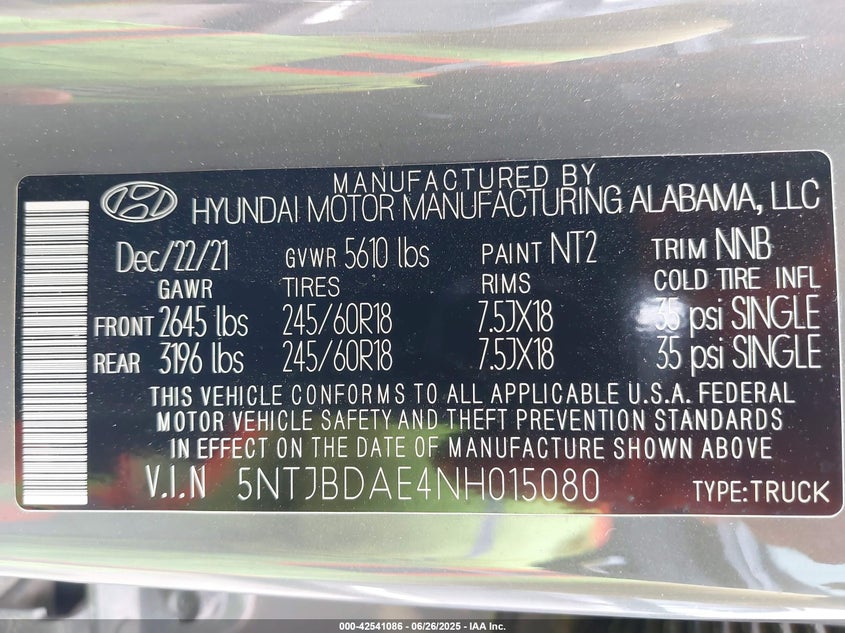 MANUFACTURED BY
HYUNDAI MOTOR MANUFACTURING ALABAMA, LLC
Dec/22/21 GVWR 5610 lbs PAINT NT2 TRIM NNB
GAWR TIRES RIMS COLD TIRE INFL
FRONT 2645 lbs 245/60R18 7.5JX18 35 psi SINGLE
REAR 3196 lbs 245/60R18 7.5JX18 35 psi SINGLE
THIS VEHICLE CONFORMS TO ALL APPLICABLE U.S.A. FEDERAL
MOTOR VEHICLE SAFETY AND THEFT PREVENTION STANDARDS
IN EFFECT ON THE DATE OF MANUFACTURE SHOWN ABOVE
V.I.N 5NTJBDAE4NH015080 TYPE:TRUCK
000-42541086 - 06/26/2025 - IAA Inc.